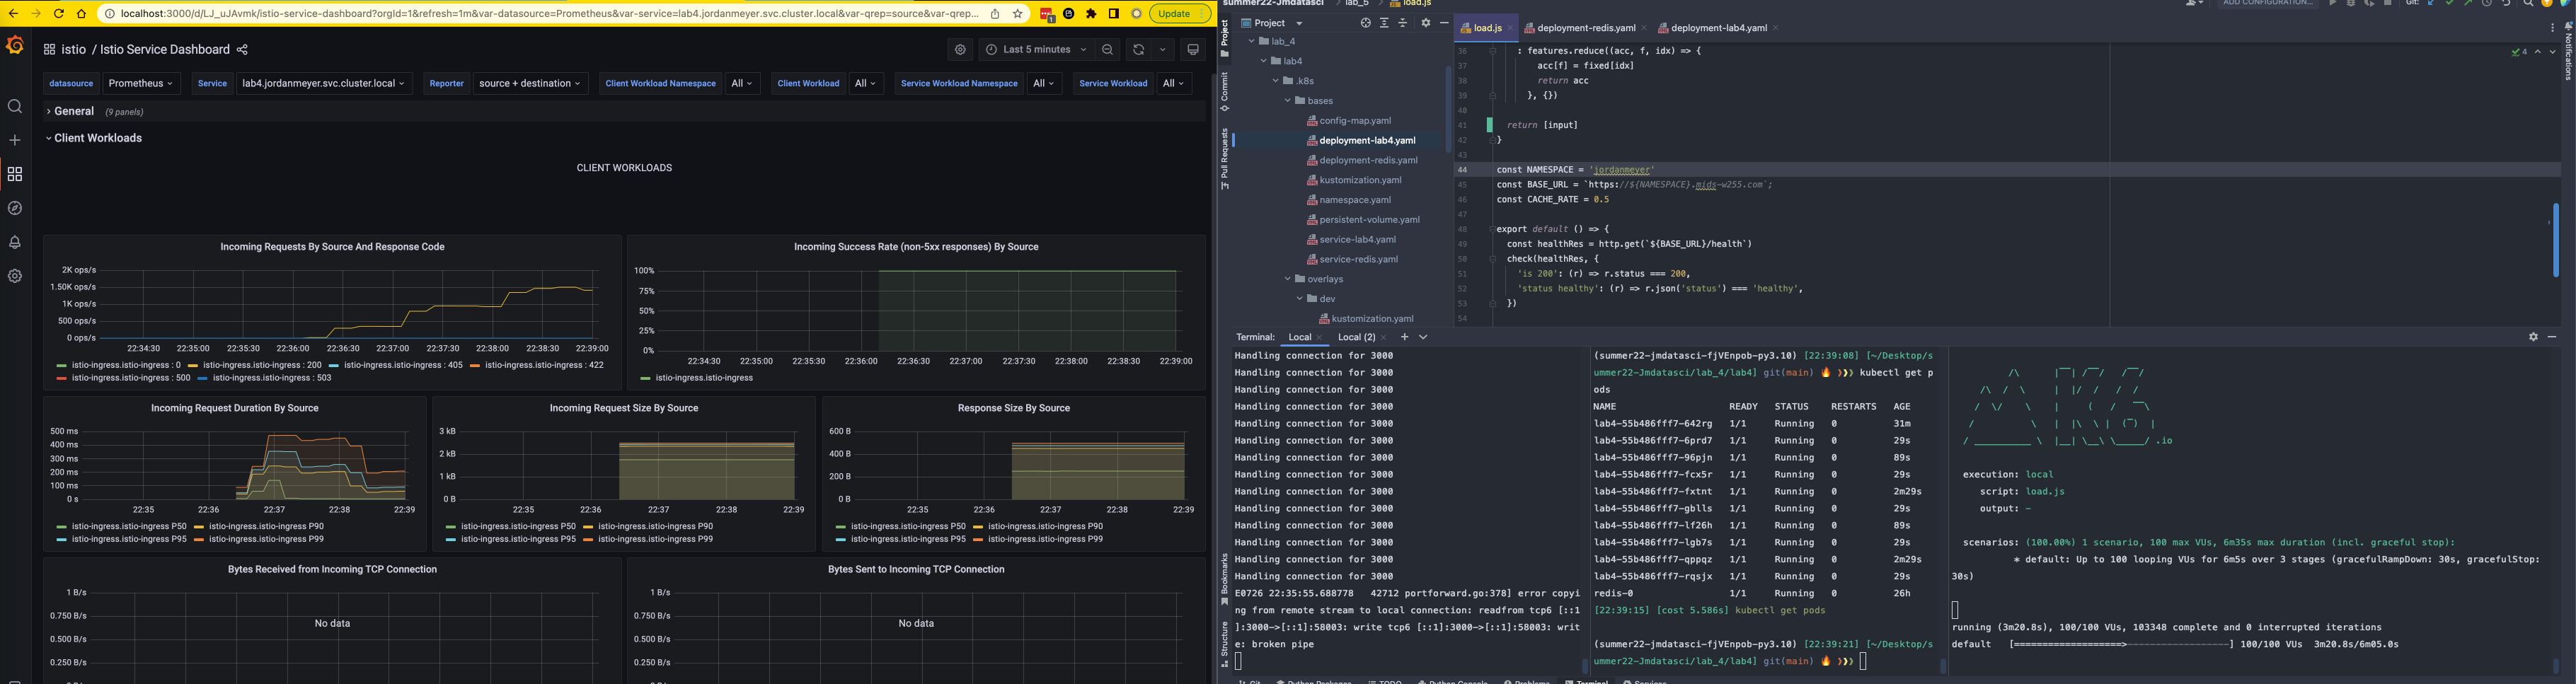 localhost:3000/d/LJ_uJAvmk/istio-service-dashboard?orgId=1&refresh=1m&var-datasource=Prometheus&var-service=lab4.jordanmeyer.svc.cluster.local&var-qrep=source&var-qrep...
Update
istio / Istio Service Dashboard
Last 5 minutes
datasource Prometheus Service lab4.jordanmeyer.svc.cluster.local Reporter source + destination Client Workload Namespace All Client Workload All Service Workload Namespace All Service Workload All
General (9 panels)
Client Workloads
CLIENT WORKLOADS
Incoming Requests By Source And Response Code
2K ops/s
1.50K ops/s
1K ops/s
500 ops/s
0 ops/s
22:34:30 22:35:00 22:35:30 22:36:00 22:36:30 22:37:00 22:37:30 22:38:00 22:38:30 22:39:00
istio-ingress.istio-ingress : 0 istio-ingress.istio-ingress : 200 istio-ingress.istio-ingress : 405 istio-ingress.istio-ingress : 422
istio-ingress.istio-ingress : 500 istio-ingress.istio-ingress : 503
Incoming Success Rate (non-5xx responses) By Source
100%
75%
50%
25%
0%
22:34:30 22:35:00 22:35:30 22:36:00 22:36:30 22:37:00 22:37:30 22:38:00 22:38:30 22:39:00
istio-ingress.istio-ingress
Incoming Request Duration By Source
500 ms
400 ms
300 ms
200 ms
100 ms
0 s
22:35 22:36 22:37 22:38 22:39
istio-ingress.istio-ingress P50 istio-ingress.istio-ingress P90
istio-ingress.istio-ingress P95 istio-ingress.istio-ingress P99
Incoming Request Size By Source
3 kB
2 kB
1 kB
0 B
22:35 22:36 22:37 22:38 22:39
istio-ingress.istio-ingress P50 istio-ingress.istio-ingress P90
istio-ingress.istio-ingress P95 istio-ingress.istio-ingress P99
Response Size By Source
600 B
400 B
200 B
0 B
22:35 22:36 22:37 22:38 22:39
istio-ingress.istio-ingress P50 istio-ingress.istio-ingress P90
istio-ingress.istio-ingress P95 istio-ingress.istio-ingress P99
Bytes Received from Incoming TCP Connection
1 B/s
0.750 B/s
0.500 B/s
0.250 B/s
No data
Bytes Sent to Incoming TCP Connection
1 B/s
0.750 B/s
0.500 B/s
0.250 B/s
No data
summer22-Jmdatasci lab_5 load.js
ADD CONFIGURATION... Git:
Project
Project
Commit
Pull Requests
Bookmarks
Structure
Notifications
lab_4
lab4
.k8s
bases
config-map.yaml
deployment-lab4.yaml
deployment-redis.yaml
kustomization.yaml
namespace.yaml
persistent-volume.yaml
service-lab4.yaml
service-redis.yaml
overlays
dev
kustomization.yaml
load.js deployment-redis.yaml deployment-lab4.yaml
4
36 : features.reduce((acc, f, idx) => {
37 acc[f] = fixed[idx]
38 return acc
39 }, {})
40
41 return [input]
42 }
43
44 const NAMESPACE = 'jordanmeyer'
45 const BASE_URL = `https://${NAMESPACE}.mids-w255.com`;
46 const CACHE_RATE = 0.5
47
48 export default () => {
49 const healthRes = http.get(`${BASE_URL}/health`)
50 check(healthRes, {
51 'is 200': (r) => r.status === 200,
52 'status healthy': (r) => r.json('status') === 'healthy',
53 })
54
Terminal: Local Local (2)
Handling connection for 3000
Handling connection for 3000
Handling connection for 3000
Handling connection for 3000
Handling connection for 3000
Handling connection for 3000
Handling connection for 3000
Handling connection for 3000
Handling connection for 3000
Handling connection for 3000
Handling connection for 3000
Handling connection for 3000
Handling connection for 3000
Handling connection for 3000
E0726 22:35:55.688778 42712 portforward.go:378] error copyi
ng from remote stream to local connection: readfrom tcp6 [::1
]:3000->[::1]:58003: write tcp6 [::1]:3000->[::1]:58003: writ
e: broken pipe
(summer22-jmdatasci-fjVEnpob-py3.10) [22:39:08] [~/Desktop/s
ummer22-Jmdatasci/lab_4/lab4] git(main) 🔥 ❯❯❯ kubectl get p
ods
NAME READY STATUS RESTARTS AGE
lab4-55b486fff7-642rg 1/1 Running 0 31m
lab4-55b486fff7-6prd7 1/1 Running 0 29s
lab4-55b486fff7-96pjn 1/1 Running 0 89s
lab4-55b486fff7-fcx5r 1/1 Running 0 29s
lab4-55b486fff7-fxtnt 1/1 Running 0 2m29s
lab4-55b486fff7-gblls 1/1 Running 0 29s
lab4-55b486fff7-lf26h 1/1 Running 0 89s
lab4-55b486fff7-lgb7s 1/1 Running 0 29s
lab4-55b486fff7-qppqz 1/1 Running 0 2m29s
lab4-55b486fff7-rqsjx 1/1 Running 0 29s
redis-0 1/1 Running 0 26h
[22:39:15] [cost 5.586s] kubectl get pods
(summer22-jmdatasci-fjVEnpob-py3.10) [22:39:21] [~/Desktop/s
ummer22-Jmdatasci/lab_4/lab4] git(main) 🔥 ❯❯❯
.io
execution: local
script: load.js
output: -
scenarios: (100.00%) 1 scenario, 100 max VUs, 6m35s max duration (incl. graceful stop):
* default: Up to 100 looping VUs for 6m5s over 3 stages (gracefulRampDown: 30s, gracefulStop:
30s)
running (3m20.8s), 100/100 VUs, 103348 complete and 0 interrupted iterations
default [====================>-----------------] 100/100 VUs 3m20.8s/6m05.0s
Git Python Packages TODO Python Console Problems Terminal Services